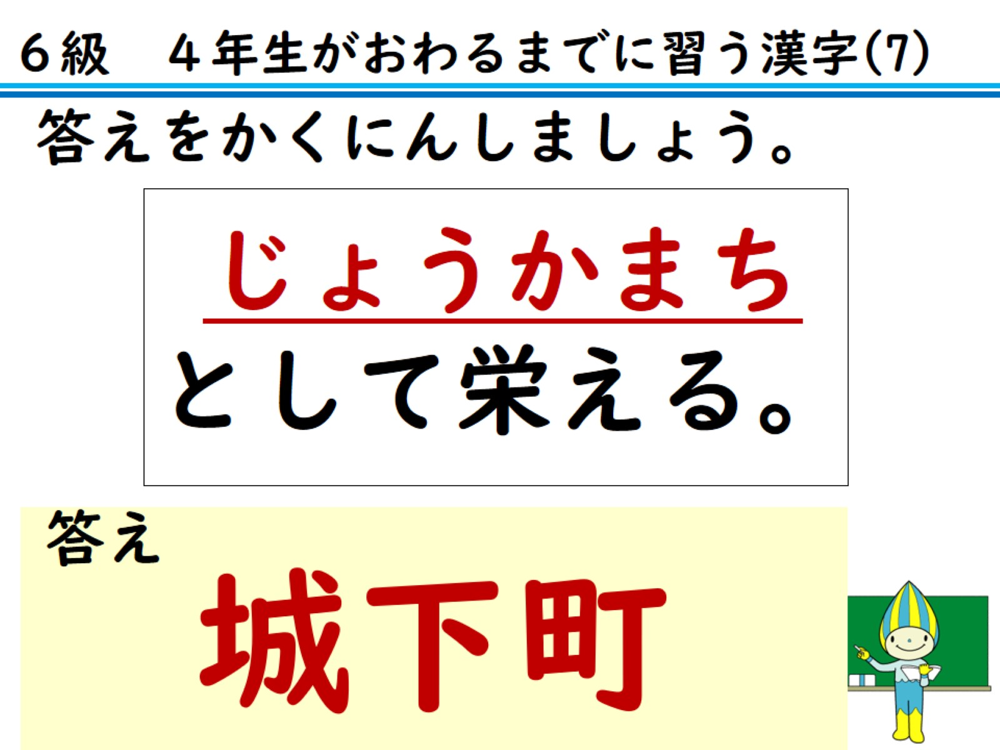 ６級　４年生がおわるまでに習う漢字(7)
答えをかくにんしましょう。
じょうかまち
として栄える。
答え
城下町